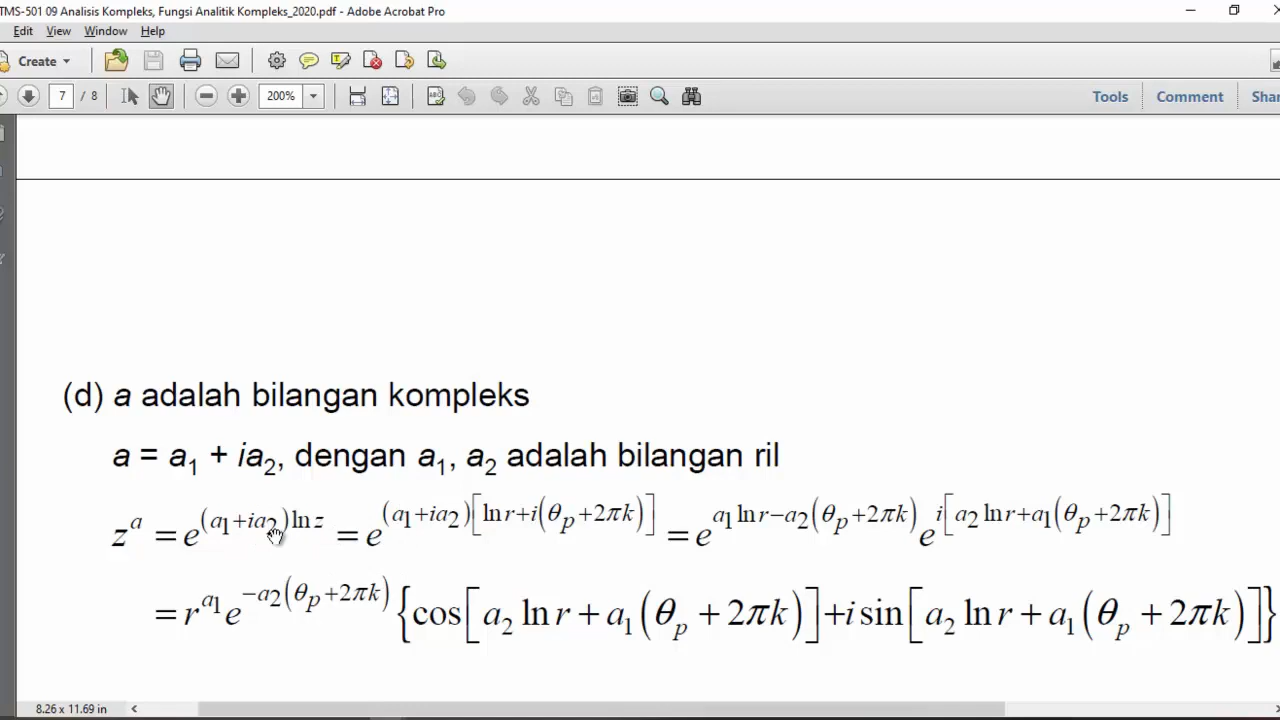 TMS-501 09 Analisis Kompleks, Fungsi Analitik Kompleks_2020.pdf - Adobe Acrobat Pro
Edit View Window Help
Create
7 / 8 200% Tools Comment Shar
(d) a adalah bilangan kompleks
a = a₁ + ia₂, dengan a₁, a₂ adalah bilangan ril
zᵃ = e^{(a₁+ia₂)ln z} = e^{(a₁+ia₂)[ln r+i(θₚ+2πk)]} = e^{a₁ ln r−a₂(θₚ+2πk)} e^{i[a₂ ln r+a₁(θₚ+2πk)]}
= r^{a₁} e^{−a₂(θₚ+2πk)} {cos[a₂ ln r + a₁(θₚ + 2πk)]+i sin[a₂ ln r + a₁(θₚ + 2πk)]}
8.26 x 11.69 in